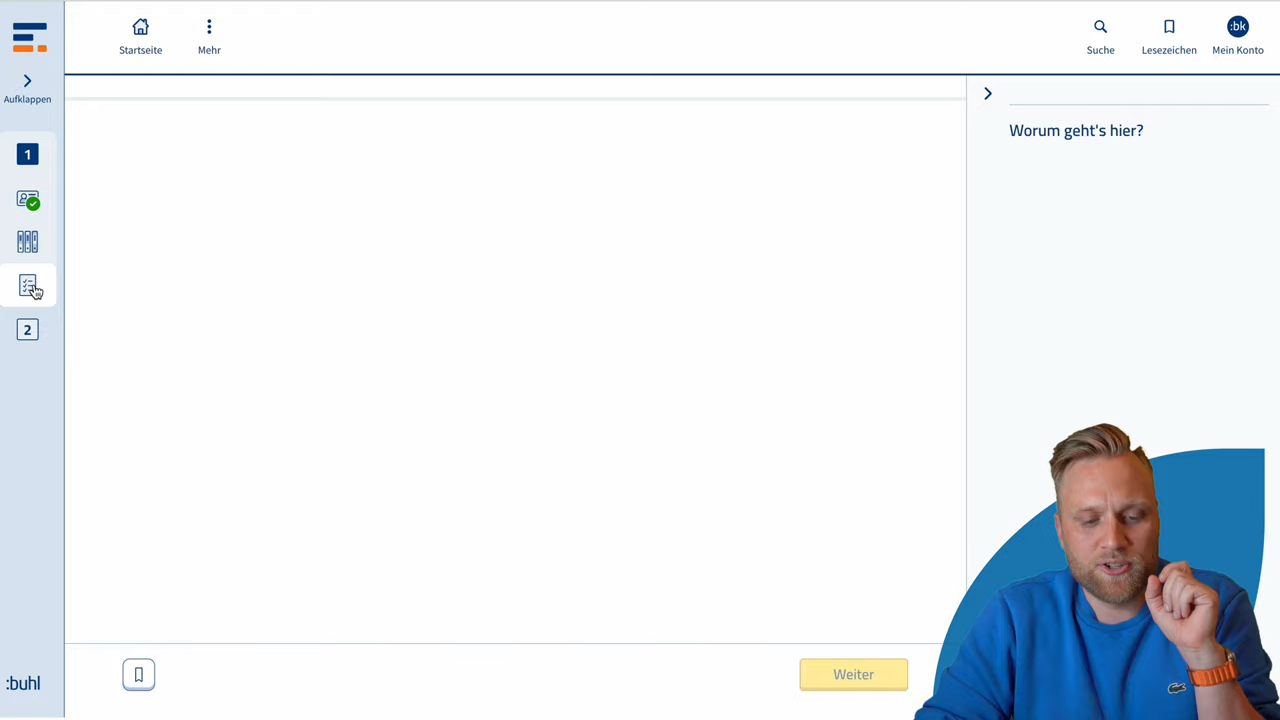 Startseite
Mehr
Suche
Lesezeichen
:bk
Mein Konto
Aufklappen
Worum geht's hier?
1
2
Weiter
:buhl